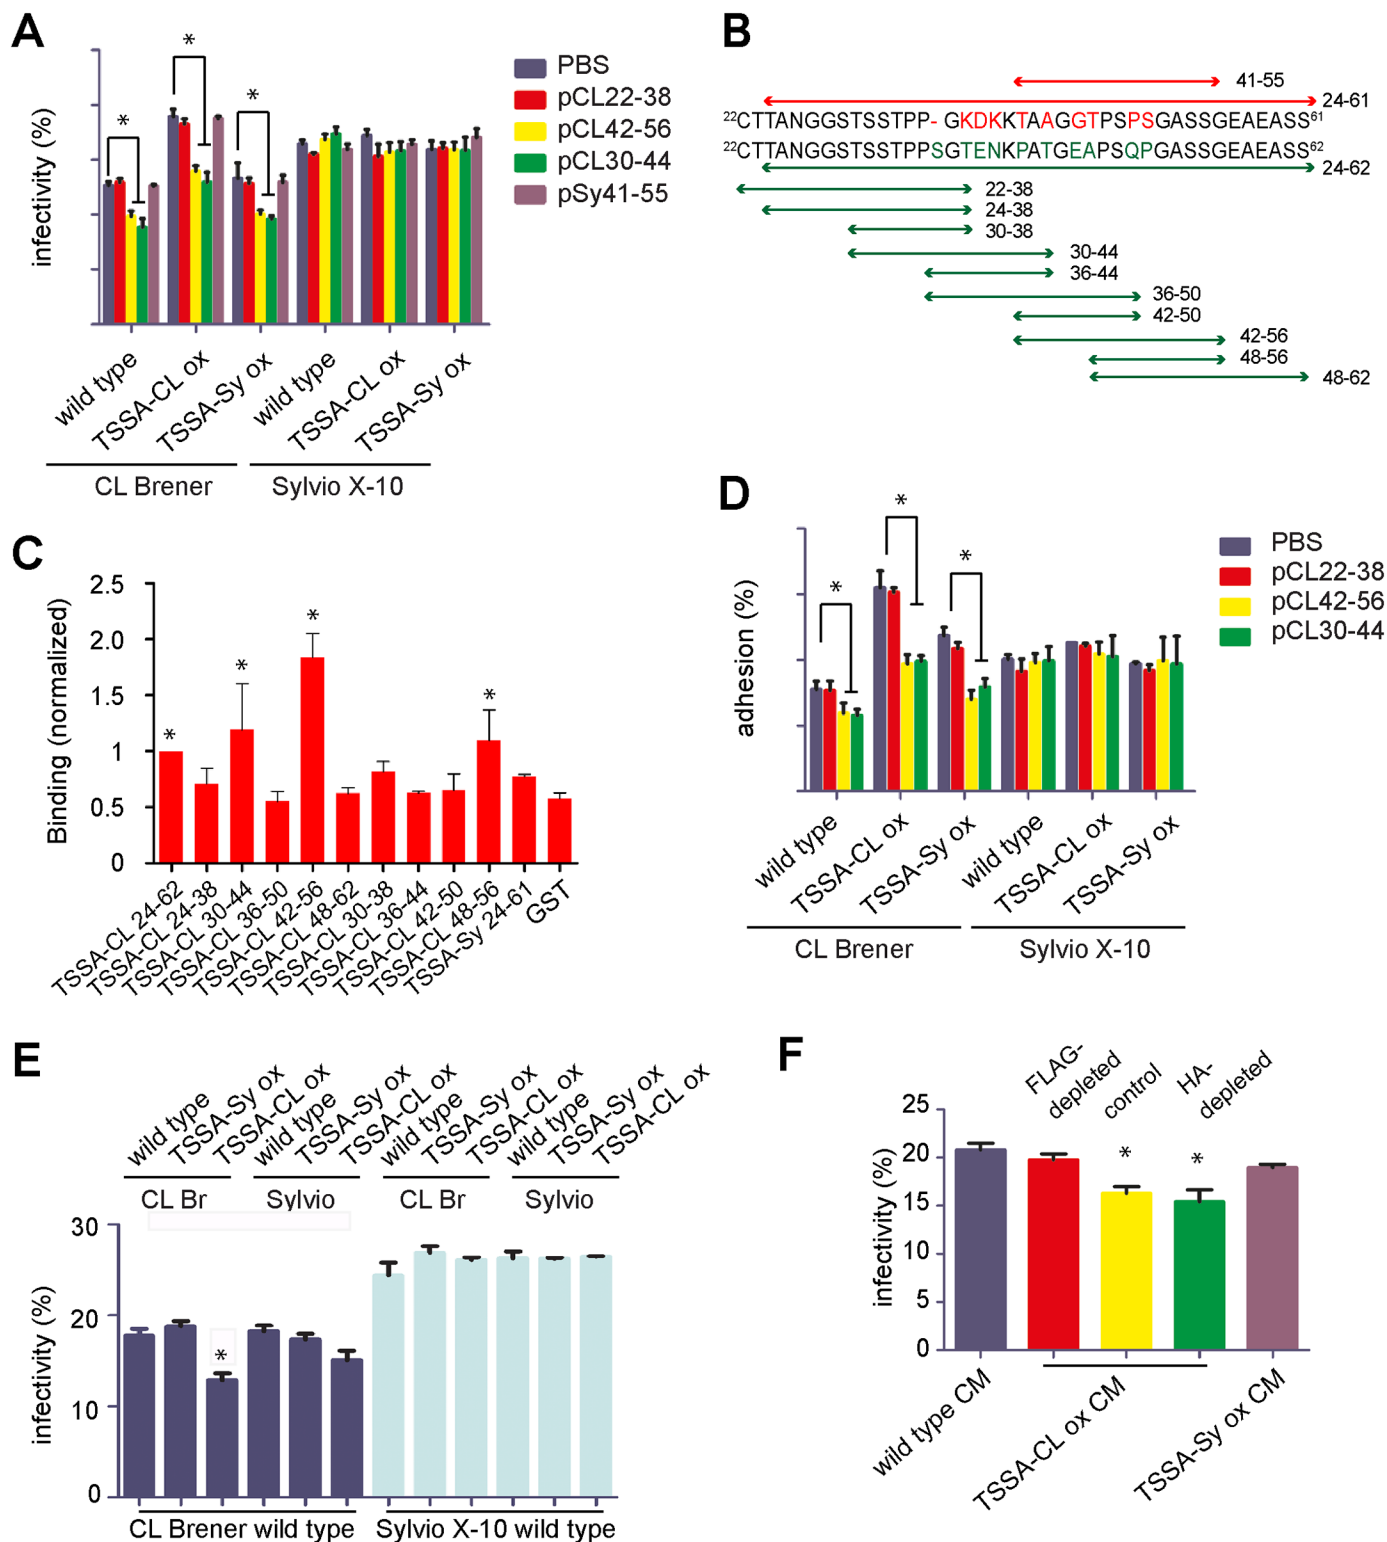 A
infectivity (%)
*
*
*
PBS
pCL22-38
pCL42-56
pCL30-44
pSy41-55
wild type
TSSA-CL ox
TSSA-Sy ox
wild type
TSSA-CL ox
TSSA-Sy ox
CL Brener
Sylvio X-10
B
41-55
24-61
22CTTANGGSTSSTPP-GKDKKTAAGGTPSPSGASSGEAEASS61
22CTTANGGSTSSTPPSGTENKPATGEAPSQPGASSGEAEASS62
24-62
22-38
24-38
30-38
30-44
36-44
36-50
42-50
42-56
48-56
48-62
C
Binding (normalized)
2.5
2.0
1.5
1
0.5
0
*
*
*
*
TSSA-CL 24-62
TSSA-CL 24-38
TSSA-CL 30-44
TSSA-CL 36-50
TSSA-CL 42-56
TSSA-CL 48-62
TSSA-CL 30-38
TSSA-CL 36-44
TSSA-CL 42-50
TSSA-CL 48-56
TSSA-Sy 24-61
GST
D
adhesion (%)
*
*
*
PBS
pCL22-38
pCL42-56
pCL30-44
wild type
TSSA-CL ox
TSSA-Sy ox
wild type
TSSA-CL ox
TSSA-Sy ox
CL Brener
Sylvio X-10
E
wild type
TSSA-Sy ox
TSSA-CL ox
wild type
TSSA-Sy ox
TSSA-CL ox
wild type
TSSA-Sy ox
TSSA-CL ox
wild type
TSSA-Sy ox
TSSA-CL ox
CL Br
Sylvio
CL Br
Sylvio
infectivity (%)
30
20
10
0
*
CL Brener wild type
Sylvio X-10 wild type
F
FLAG-
depleted
control
HA-
depleted
infectivity (%)
25
20
15
10
5
0
*
*
wild type CM
TSSA-CL ox CM
TSSA-Sy ox CM